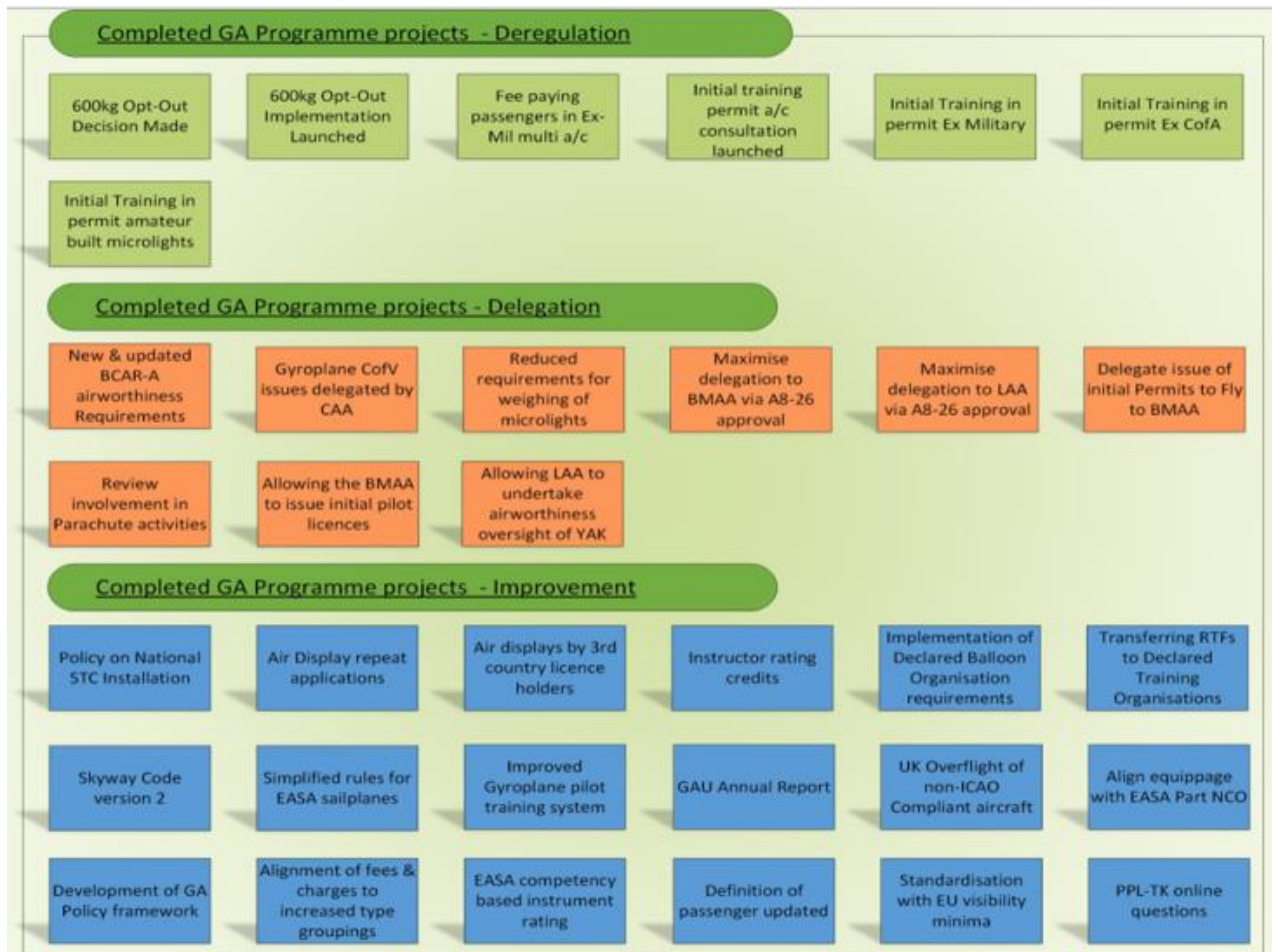 Completed GA Programme projects - Deregulation
600kg Opt-Out
Decision Made
600kg Opt-Out
Implementation
Launched
Fee paying
passengers in Ex-
Mil multi a/c
Initial training
permit a/c
consultation
launched
Initial Training in
permit Ex Military
Initial Training in
permit Ex CofA
Initial Training in
permit amateur
built microlights
Completed GA Programme projects - Delegation
New & updated
BCAR-A
airworthiness
Requirements
Gyroplane CofV
issues delegated by
CAA
Reduced
requirements for
weighing of
microlights
Maximise
delegation to
BMAA via A8-26
approval
Maximise
delegation to LAA
via A8-26 approval
Delegate issue of
initial Permits to Fly
to BMAA
Review
involvement in
Parachute activities
Allowing the BMAA
to issue initial pilot
licences
Allowing LAA to
undertake
airworthiness
oversight of YAK
Completed GA Programme projects - Improvement
Policy on National
STC Installation
Air Display repeat
applications
Air displays by 3rd
country licence
holders
Instructor rating
credits
Implementation of
Declared Balloon
Organisation
requirements
Transferring RTFs
to Declared
Training
Organisations
Skyway Code
version 2
Simplified rules for
EASA sailplanes
Improved
Gyroplane pilot
training system
GAU Annual Report
UK Overflight of
non-ICAO
Compliant aircraft
Align equippage
with EASA Part NCO
Development of GA
Policy framework
Alignment of fees &
charges to
increased type
groupings
EASA competency
based instrument
rating
Definition of
passenger updated
Standardisation
with EU visibility
minima
PPL-TK online
questions